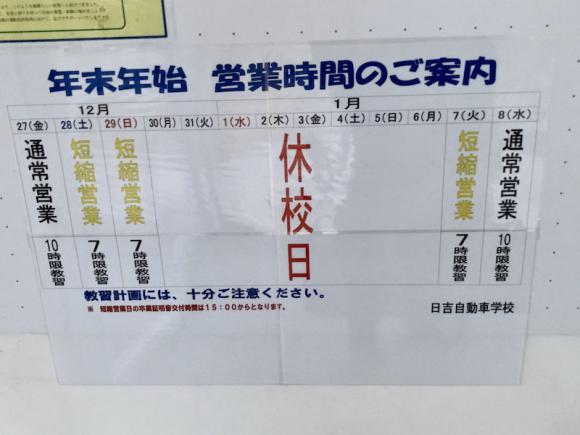 年末年始 営業時間のご案内
12月 1月
27(金) 28(土) 29(日) 30(月) 31(火) 1(水) 2(木) 3(金) 4(土) 5(日) 6(月) 7(火) 8(水)
通常営業 短縮営業 短縮営業 休校日 短縮営業 通常営業
10時限教習 7時限教習 7時限教習 7時限教習 10時限教習
教習計画には、十分ご注意ください。
※ 短縮営業日の卒業証明書交付時間は15:00からとなります。
日吉自動車学校